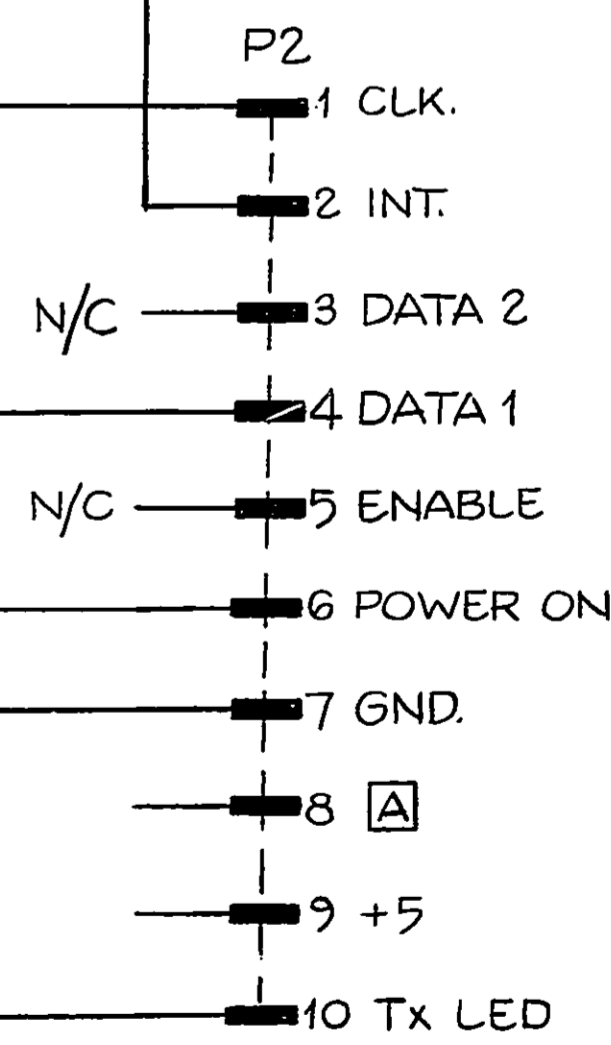 P2
1 CLK.
2 INT.
N/C 3 DATA 2
4 DATA 1
N/C 5 ENABLE
6 POWER ON
7 GND.
8 A
9 +5
10 Tx LED